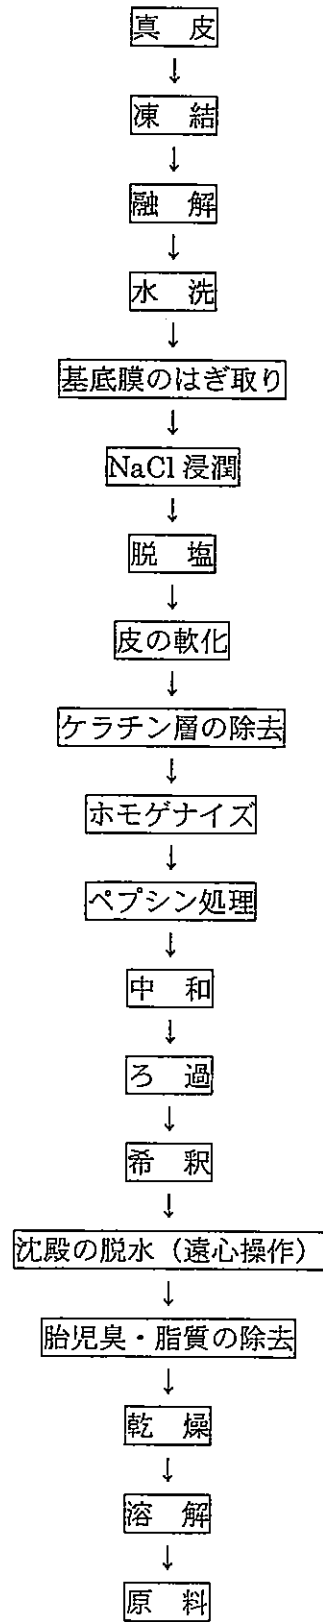 真　皮
↓
凍　結
↓
融　解
↓
水　洗
↓
基底膜のはぎ取り
↓
NaCl 浸潤
↓
脱　塩
↓
皮の軟化
↓
ケラチン層の除去
↓
ホモゲナイズ
↓
ペプシン処理
↓
中　和
↓
ろ　過
↓
希　釈
↓
沈殿の脱水（遠心操作）
↓
胎児臭・脂質の除去
↓
乾　燥
↓
溶　解
↓
原　料